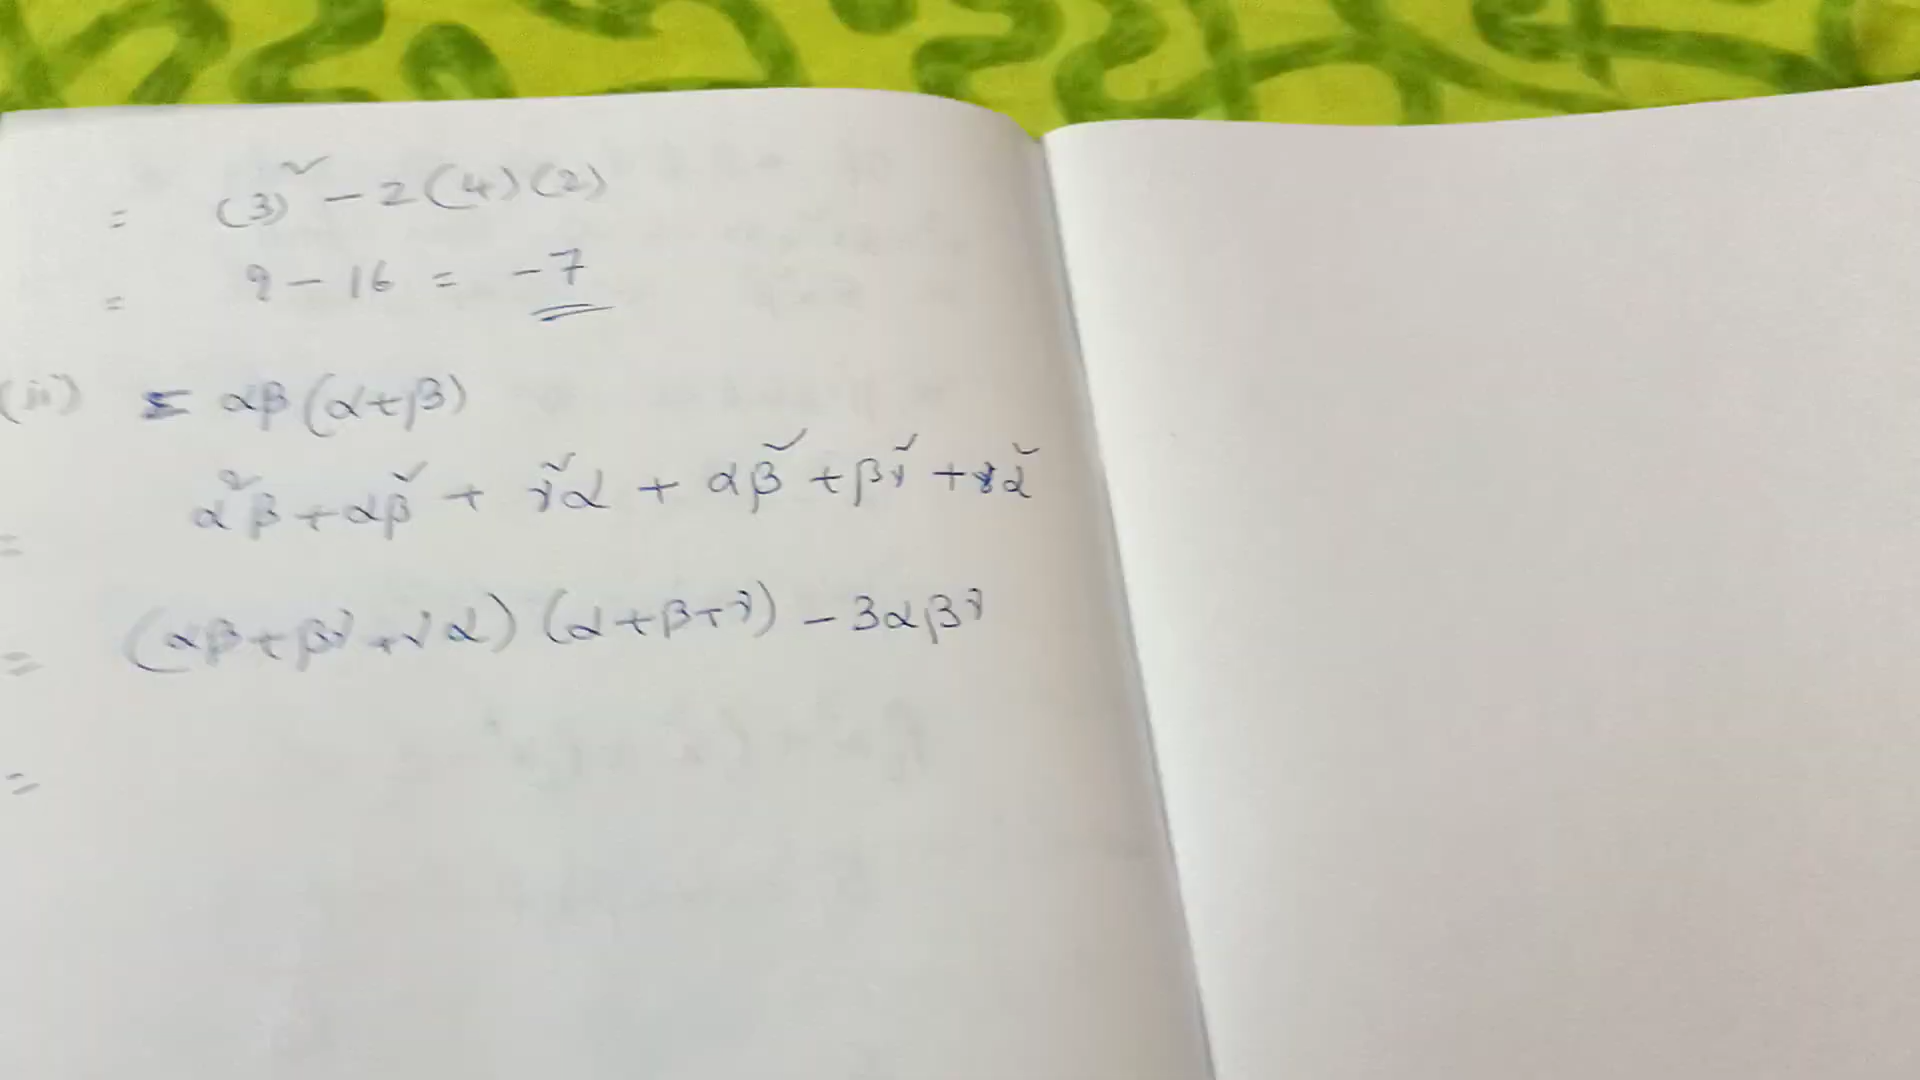 = (3)² - 2(4)(2)
= 9 - 16 = -7
(iii) Σ αβ(α+β)
= α²β + αβ² + γ²α + αβ² + βγ² + γα²
= (αβ + βγ + γα) (α+β+γ) - 3αβγ
=